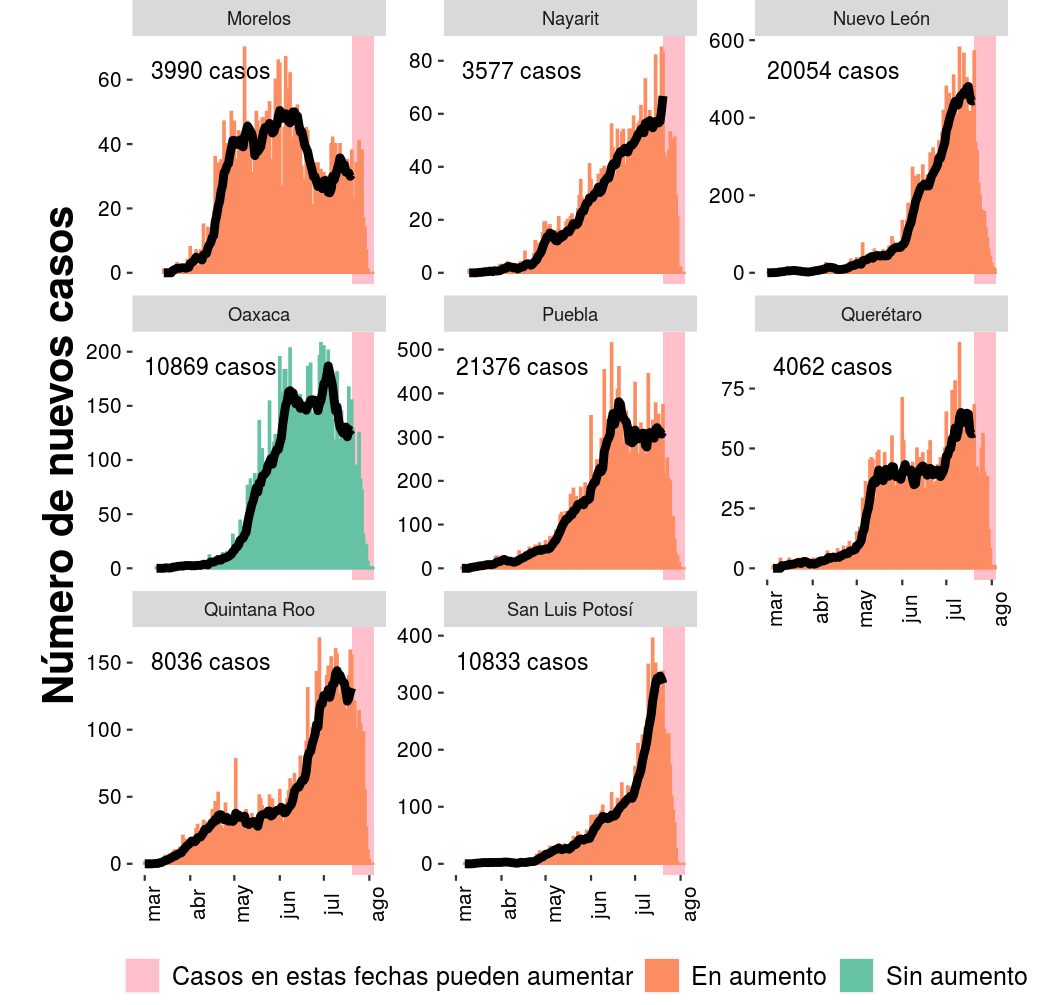 Número de nuevos casos
Morelos
3990 casos
60
40
20
0
Nayarit
3577 casos
80
60
40
20
0
Nuevo León
20054 casos
600
400
200
0
Oaxaca
10869 casos
200
150
100
50
0
Puebla
21376 casos
500
400
300
200
100
0
Querétaro
4062 casos
75
50
25
0
mar abr may jun jul ago
Quintana Roo
8036 casos
150
100
50
0
mar abr may jun jul ago
San Luis Potosí
10833 casos
400
300
200
100
0
mar abr may jun jul ago
Casos en estas fechas pueden aumentar En aumento Sin aumento